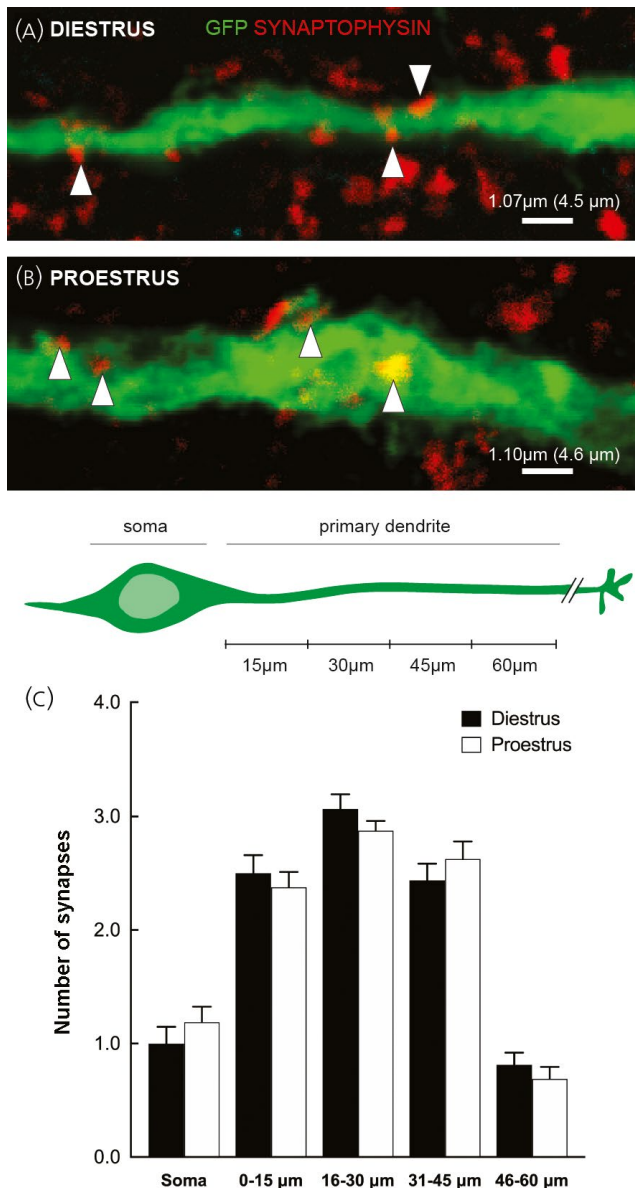 (A) DIESTRUS GFP SYNAPTOPHYSIN
1.07µm (4.5 µm)
(B) PROESTRUS
1.10µm (4.6 µm)
soma primary dendrite
15µm 30µm 45µm 60µm
(C)
4.0
3.0
2.0
1.0
0.0
Number of synapses
Diestrus
Proestrus
Soma 0-15 µm 16-30 µm 31-45 µm 46-60 µm